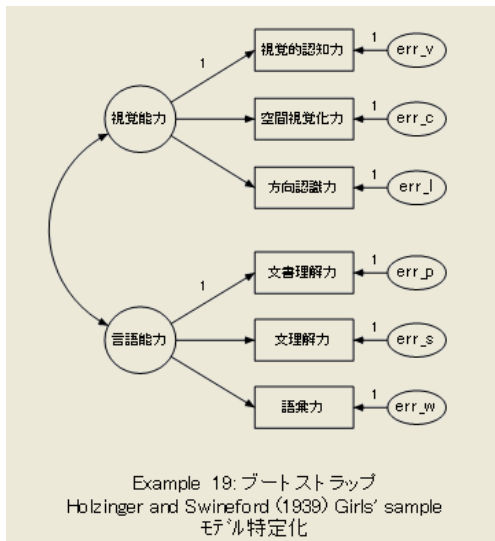 視覚的認知力
1
err_v
1
視覚能力
空間視覚化力
1
err_c
方向認識力
1
err_l
文書理解力
1
err_p
1
言語能力
文理解力
1
err_s
語彙力
1
err_w
Example 19: ブートストラップ
Holzinger and Swineford (1939) Girls' sample
モデル特定化